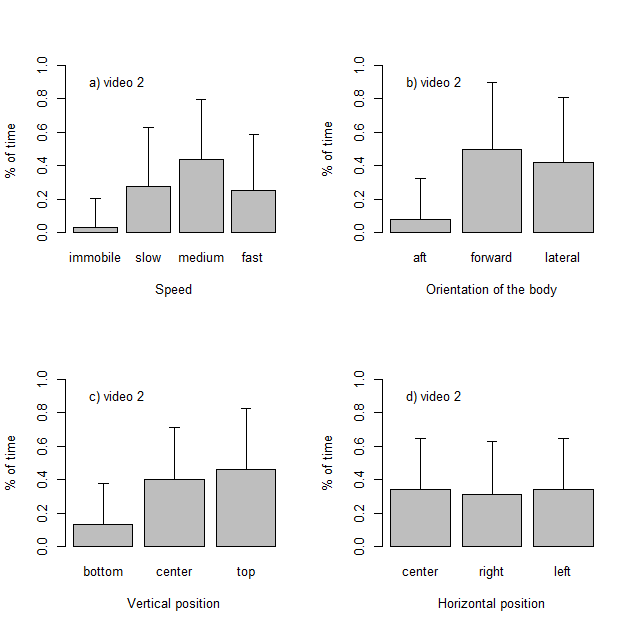 a) video 2
% of time
0.0 0.2 0.4 0.6 0.8 1.0
immobile slow medium fast
Speed
b) video 2
% of time
0.0 0.2 0.4 0.6 0.8 1.0
aft forward lateral
Orientation of the body
c) video 2
% of time
0.0 0.2 0.4 0.6 0.8 1.0
bottom center top
Vertical position
d) video 2
% of time
0.0 0.2 0.4 0.6 0.8 1.0
center right left
Horizontal position